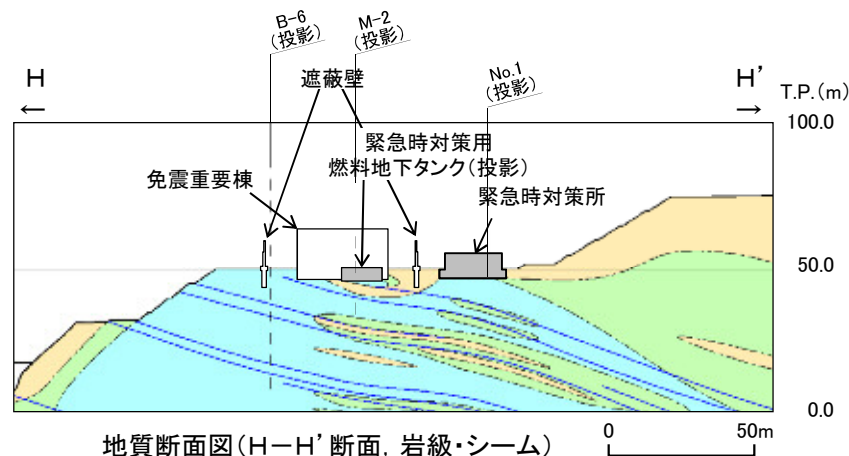 B-6
(投影)
M-2
(投影)
No.1
(投影)
H
←
遮蔽壁
H’
→
T.P.(m)
100.0
緊急時対策用
燃料地下タンク(投影)
免震重要棟
緊急時対策所
50.0
0.0
地質断面図(H-H’断面,岩級・シーム)
0
50m